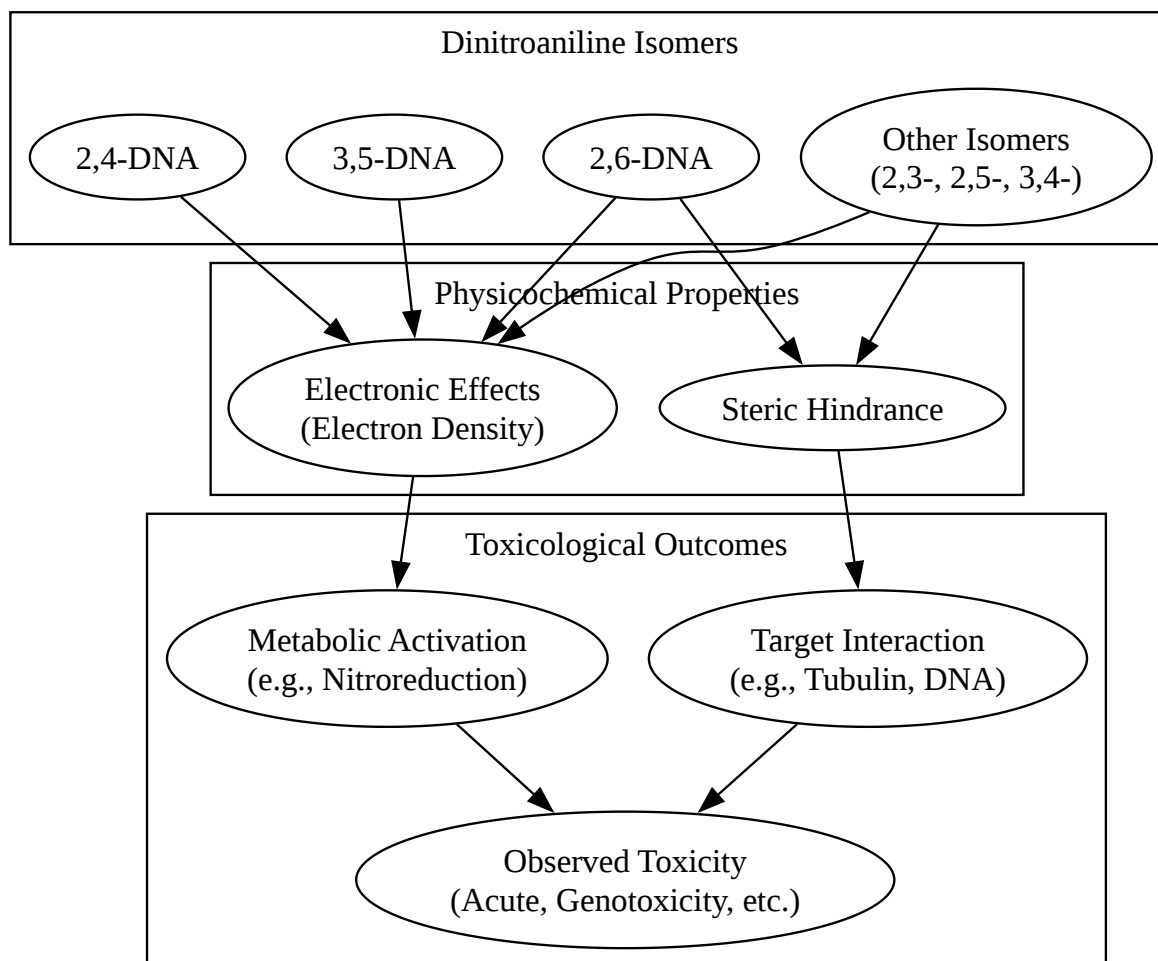 Dinitroaniline Isomers
2,4-DNA
3,5-DNA
2,6-DNA
Other Isomers
(2,3-, 2,5-, 3,4-)
Physicochemical Properties
Electronic Effects
(Electron Density)
Steric Hindrance
Toxicological Outcomes
Metabolic Activation
(e.g., Nitroreduction)
Target Interaction
(e.g., Tubulin, DNA)
Observed Toxicity
(Acute, Genotoxicity, etc.)